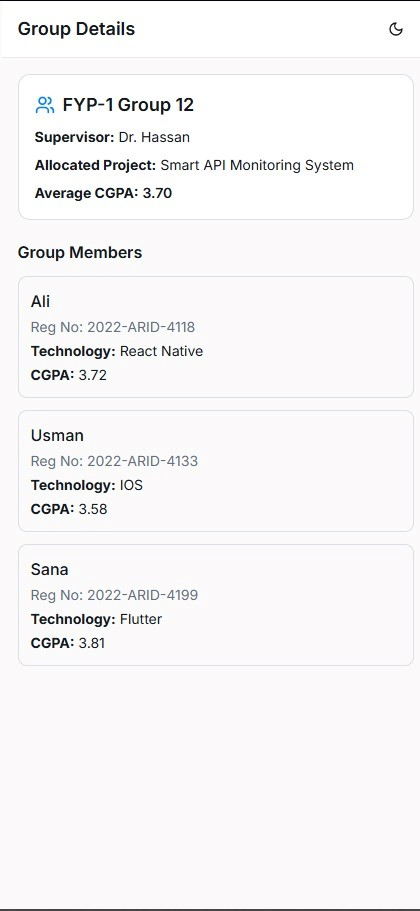 Group Details
FYP-1 Group 12
Supervisor: Dr. Hassan
Allocated Project: Smart API Monitoring System
Average CGPA: 3.70
Group Members
Ali
Reg No: 2022-ARID-4118
Technology: React Native
CGPA: 3.72
Usman
Reg No: 2022-ARID-4133
Technology: IOS
CGPA: 3.58
Sana
Reg No: 2022-ARID-4199
Technology: Flutter
CGPA: 3.81